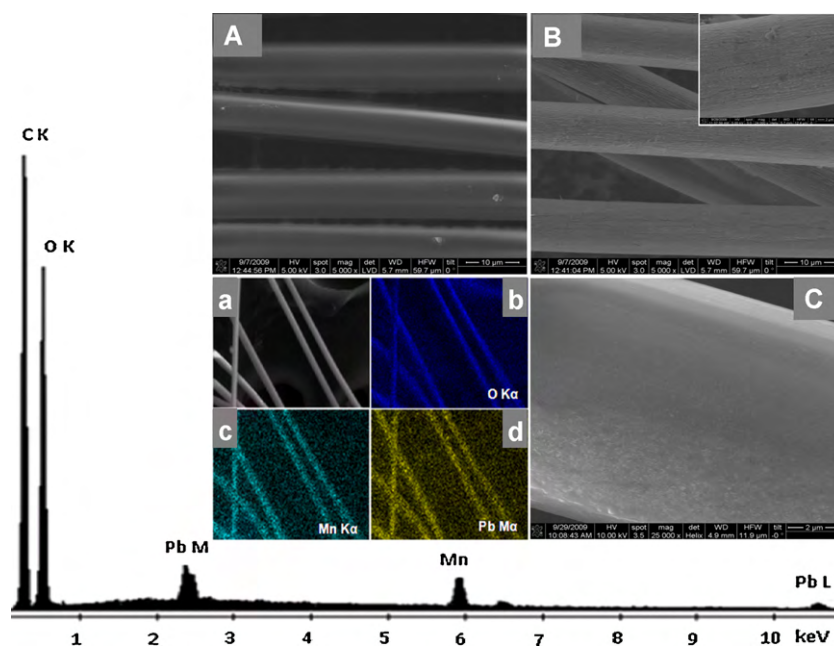 A
B
9/7/2009 HV spot mag det WD HFW tilt 10 µm
12:44:56 PM 5.00 kV 3.0 5 000 x LVD 5.7 mm 59.7 µm 0 °
9/7/2009 HV spot mag det WD HFW tilt 10 µm
12:41:04 PM 5.00 kV 3.0 5 000 x LVD 5.7 mm 59.7 µm 0 °
C K
O K
a
b
O Kα
c
Mn Kα
d
Pb Mα
C
9/29/2009 HV spot mag det WD HFW tilt 2 µm
10:08:43 AM 10.00 kV 3.5 25 000 x Helix 4.9 mm 11.9 µm -0 °
Pb M
Mn
Pb L
1 2 3 4 5 6 7 8 9 10 keV